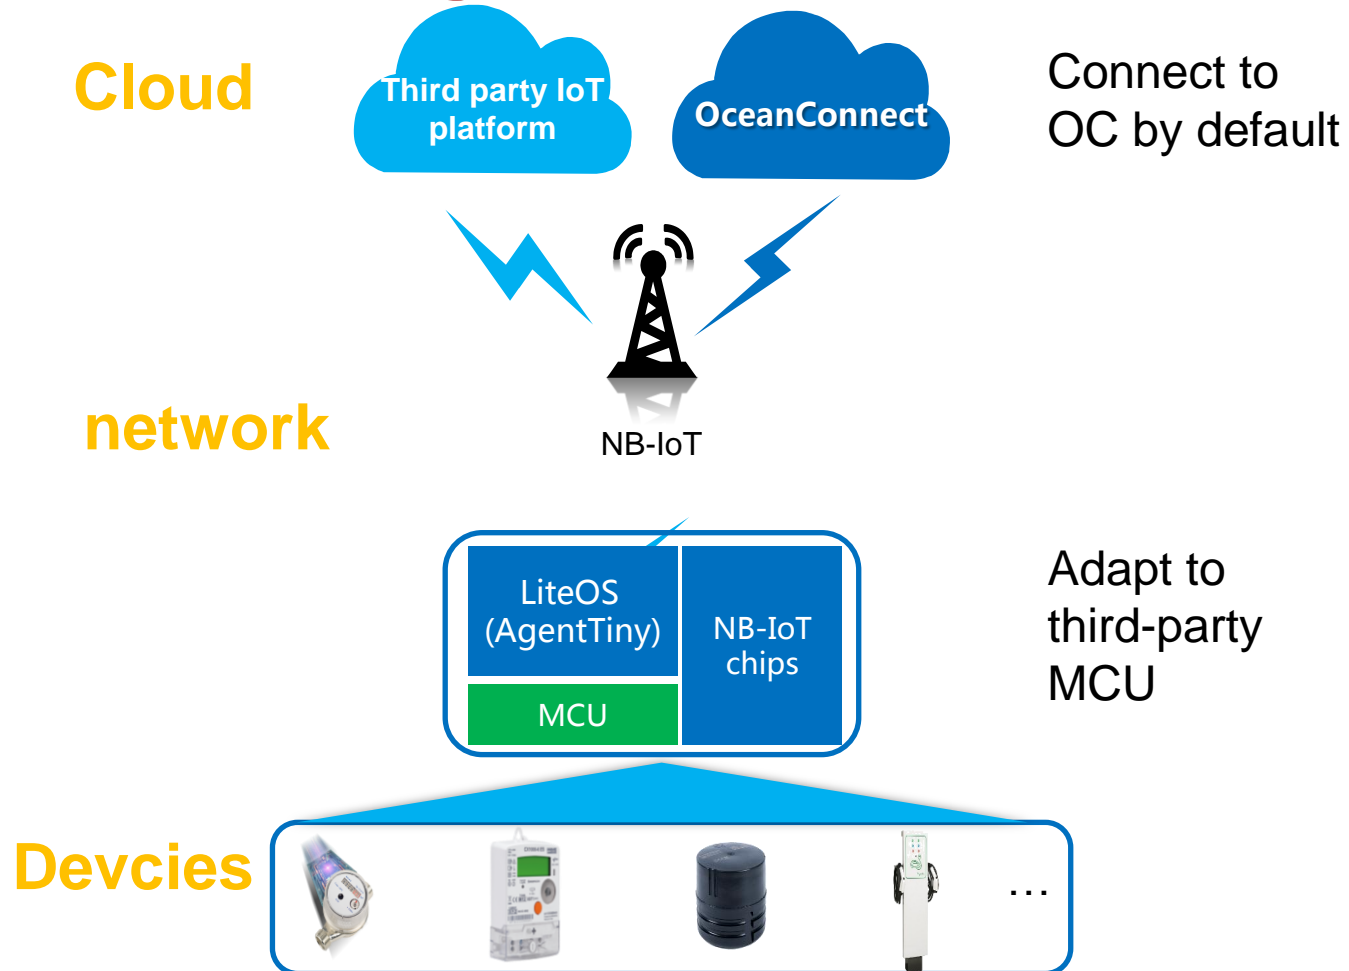 Cloud
Third party IoT
platform
OceanConnect
Connect to
OC by default
network
NB-IoT
LiteOS
(AgentTiny)
NB-IoT
chips
MCU
Adapt to
third-party
MCU
Devcies
...